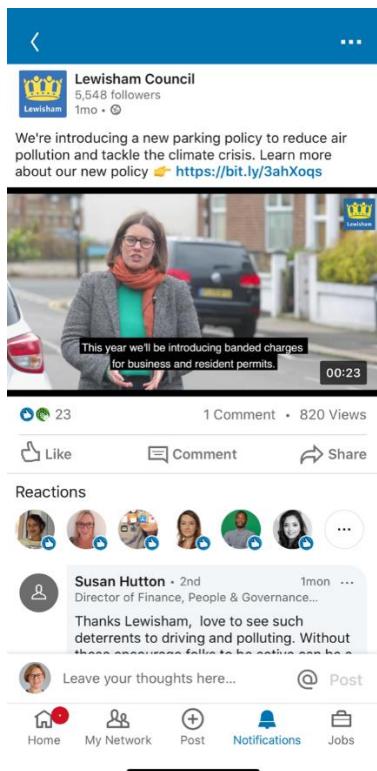 Lewisham Council
Lewisham
5,548 followers
1mo •
We're introducing a new parking policy to reduce air
pollution and tackle the climate crisis. Learn more
about our new policy 👉 https://bit.ly/3ahXoqs
Lewisham
This year we'll be introducing banded charges
for business and resident permits.
00:23
23
1 Comment • 820 Views
Like
Comment
Share
Reactions
Susan Hutton • 2nd
1mon ...
Director of Finance, People & Governance...
Thanks Lewisham, love to see such
deterrents to driving and polluting. Without
Leave your thoughts here...
@ Post
Home
My Network
Post
Notifications
Jobs